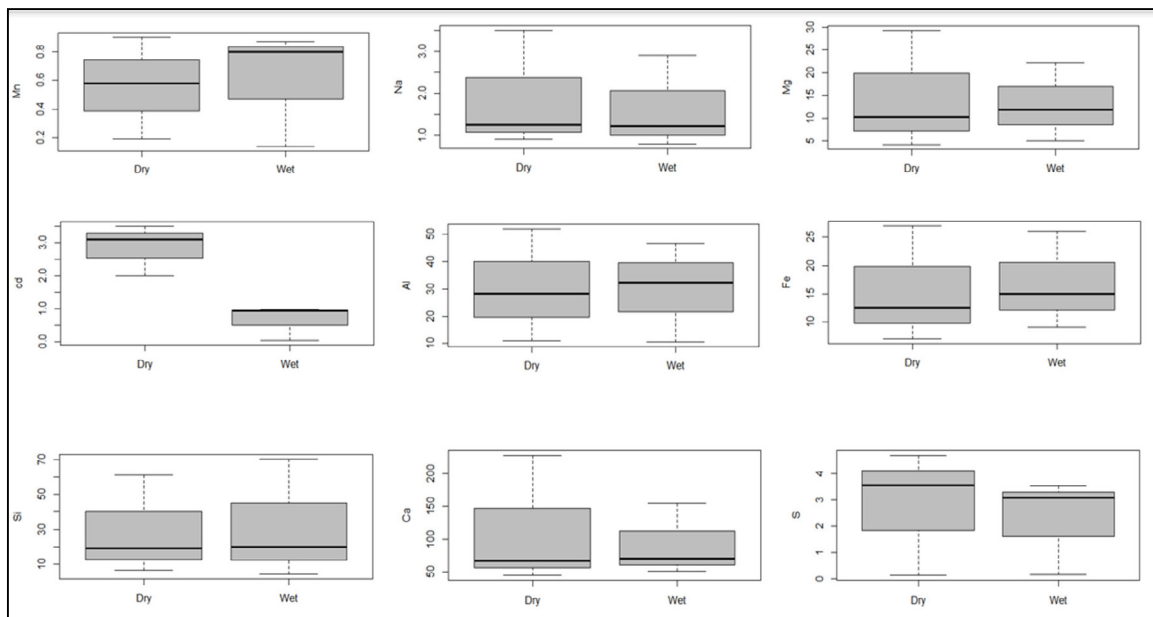 Mn
0.2 0.4 0.6 0.8
Dry Wet
Na
1.0 2.0 3.0
Dry Wet
Mg
5 10 15 20 25 30
Dry Wet
cd
0.0 1.0 2.0 3.0
Dry Wet
Al
10 20 30 40 50
Dry Wet
Fe
10 15 20 25
Dry Wet
Si
10 30 50 70
Dry Wet
Ca
50 100 150 200
Dry Wet
S
0 1 2 3 4
Dry Wet